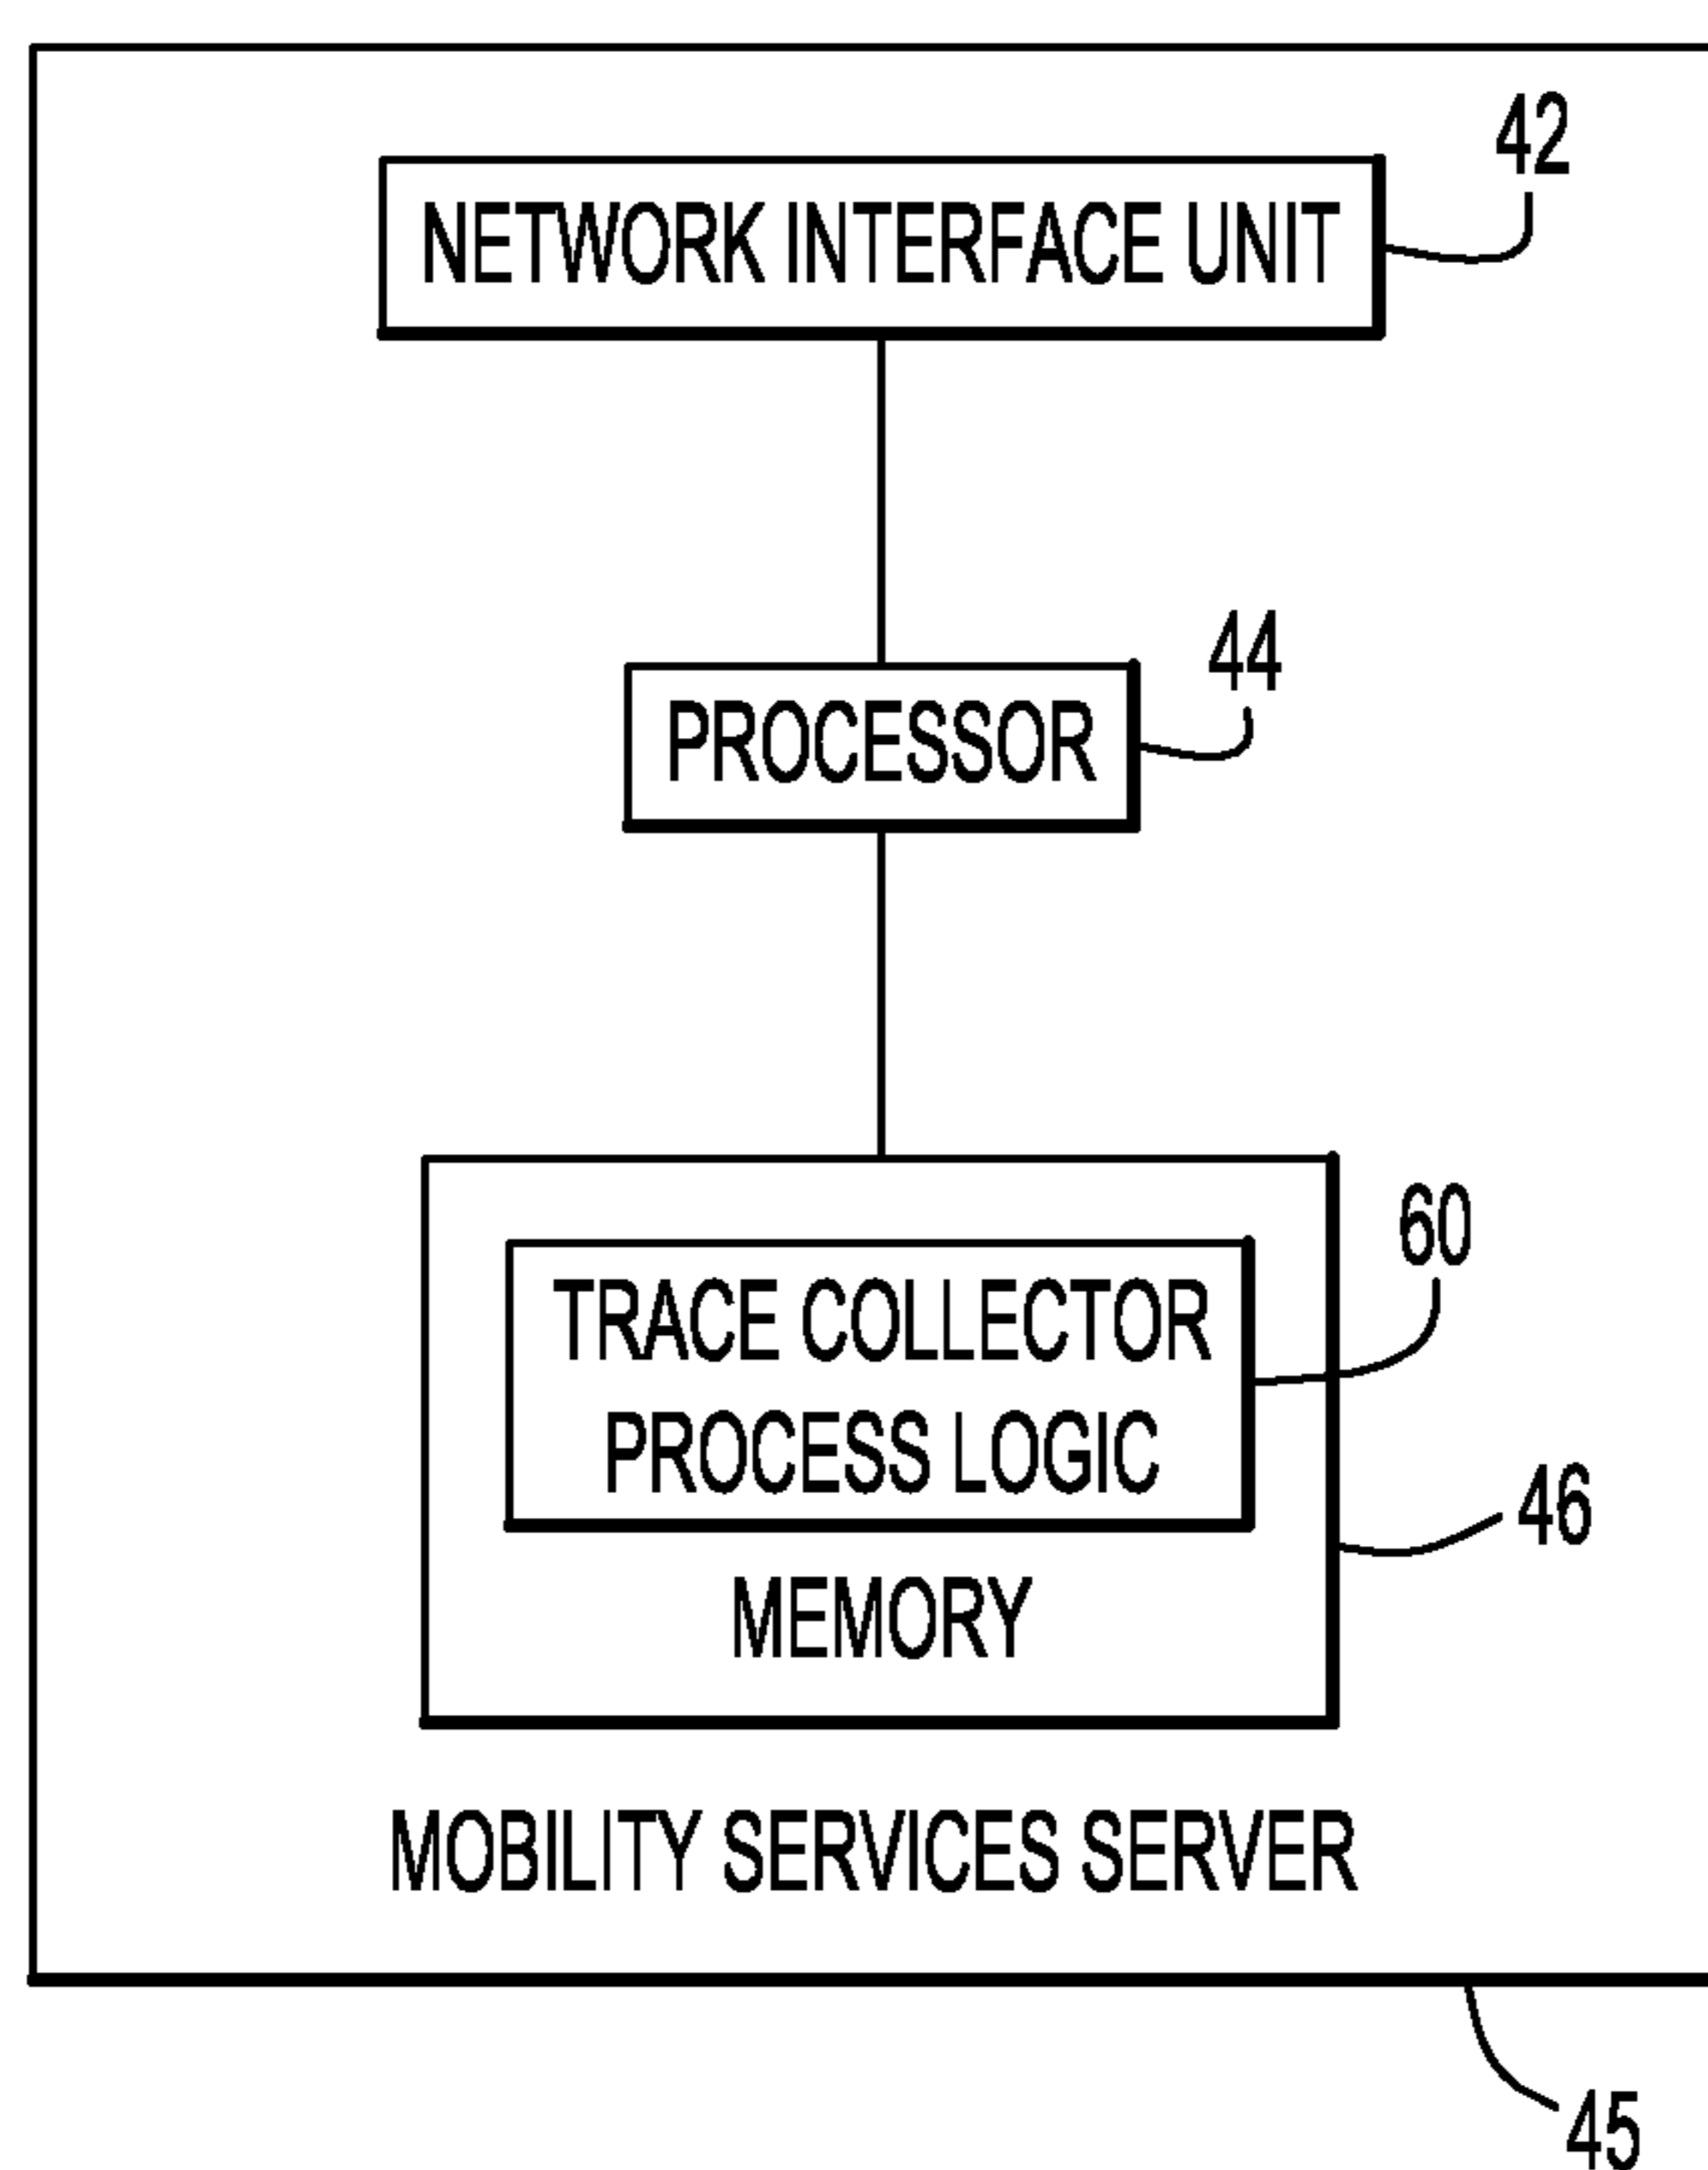 42
NETWORK INTERFACE UNIT
44
PROCESSOR
60
TRACE COLLECTOR
PROCESS LOGIC
46
MEMORY
MOBILITY SERVICES SERVER
45